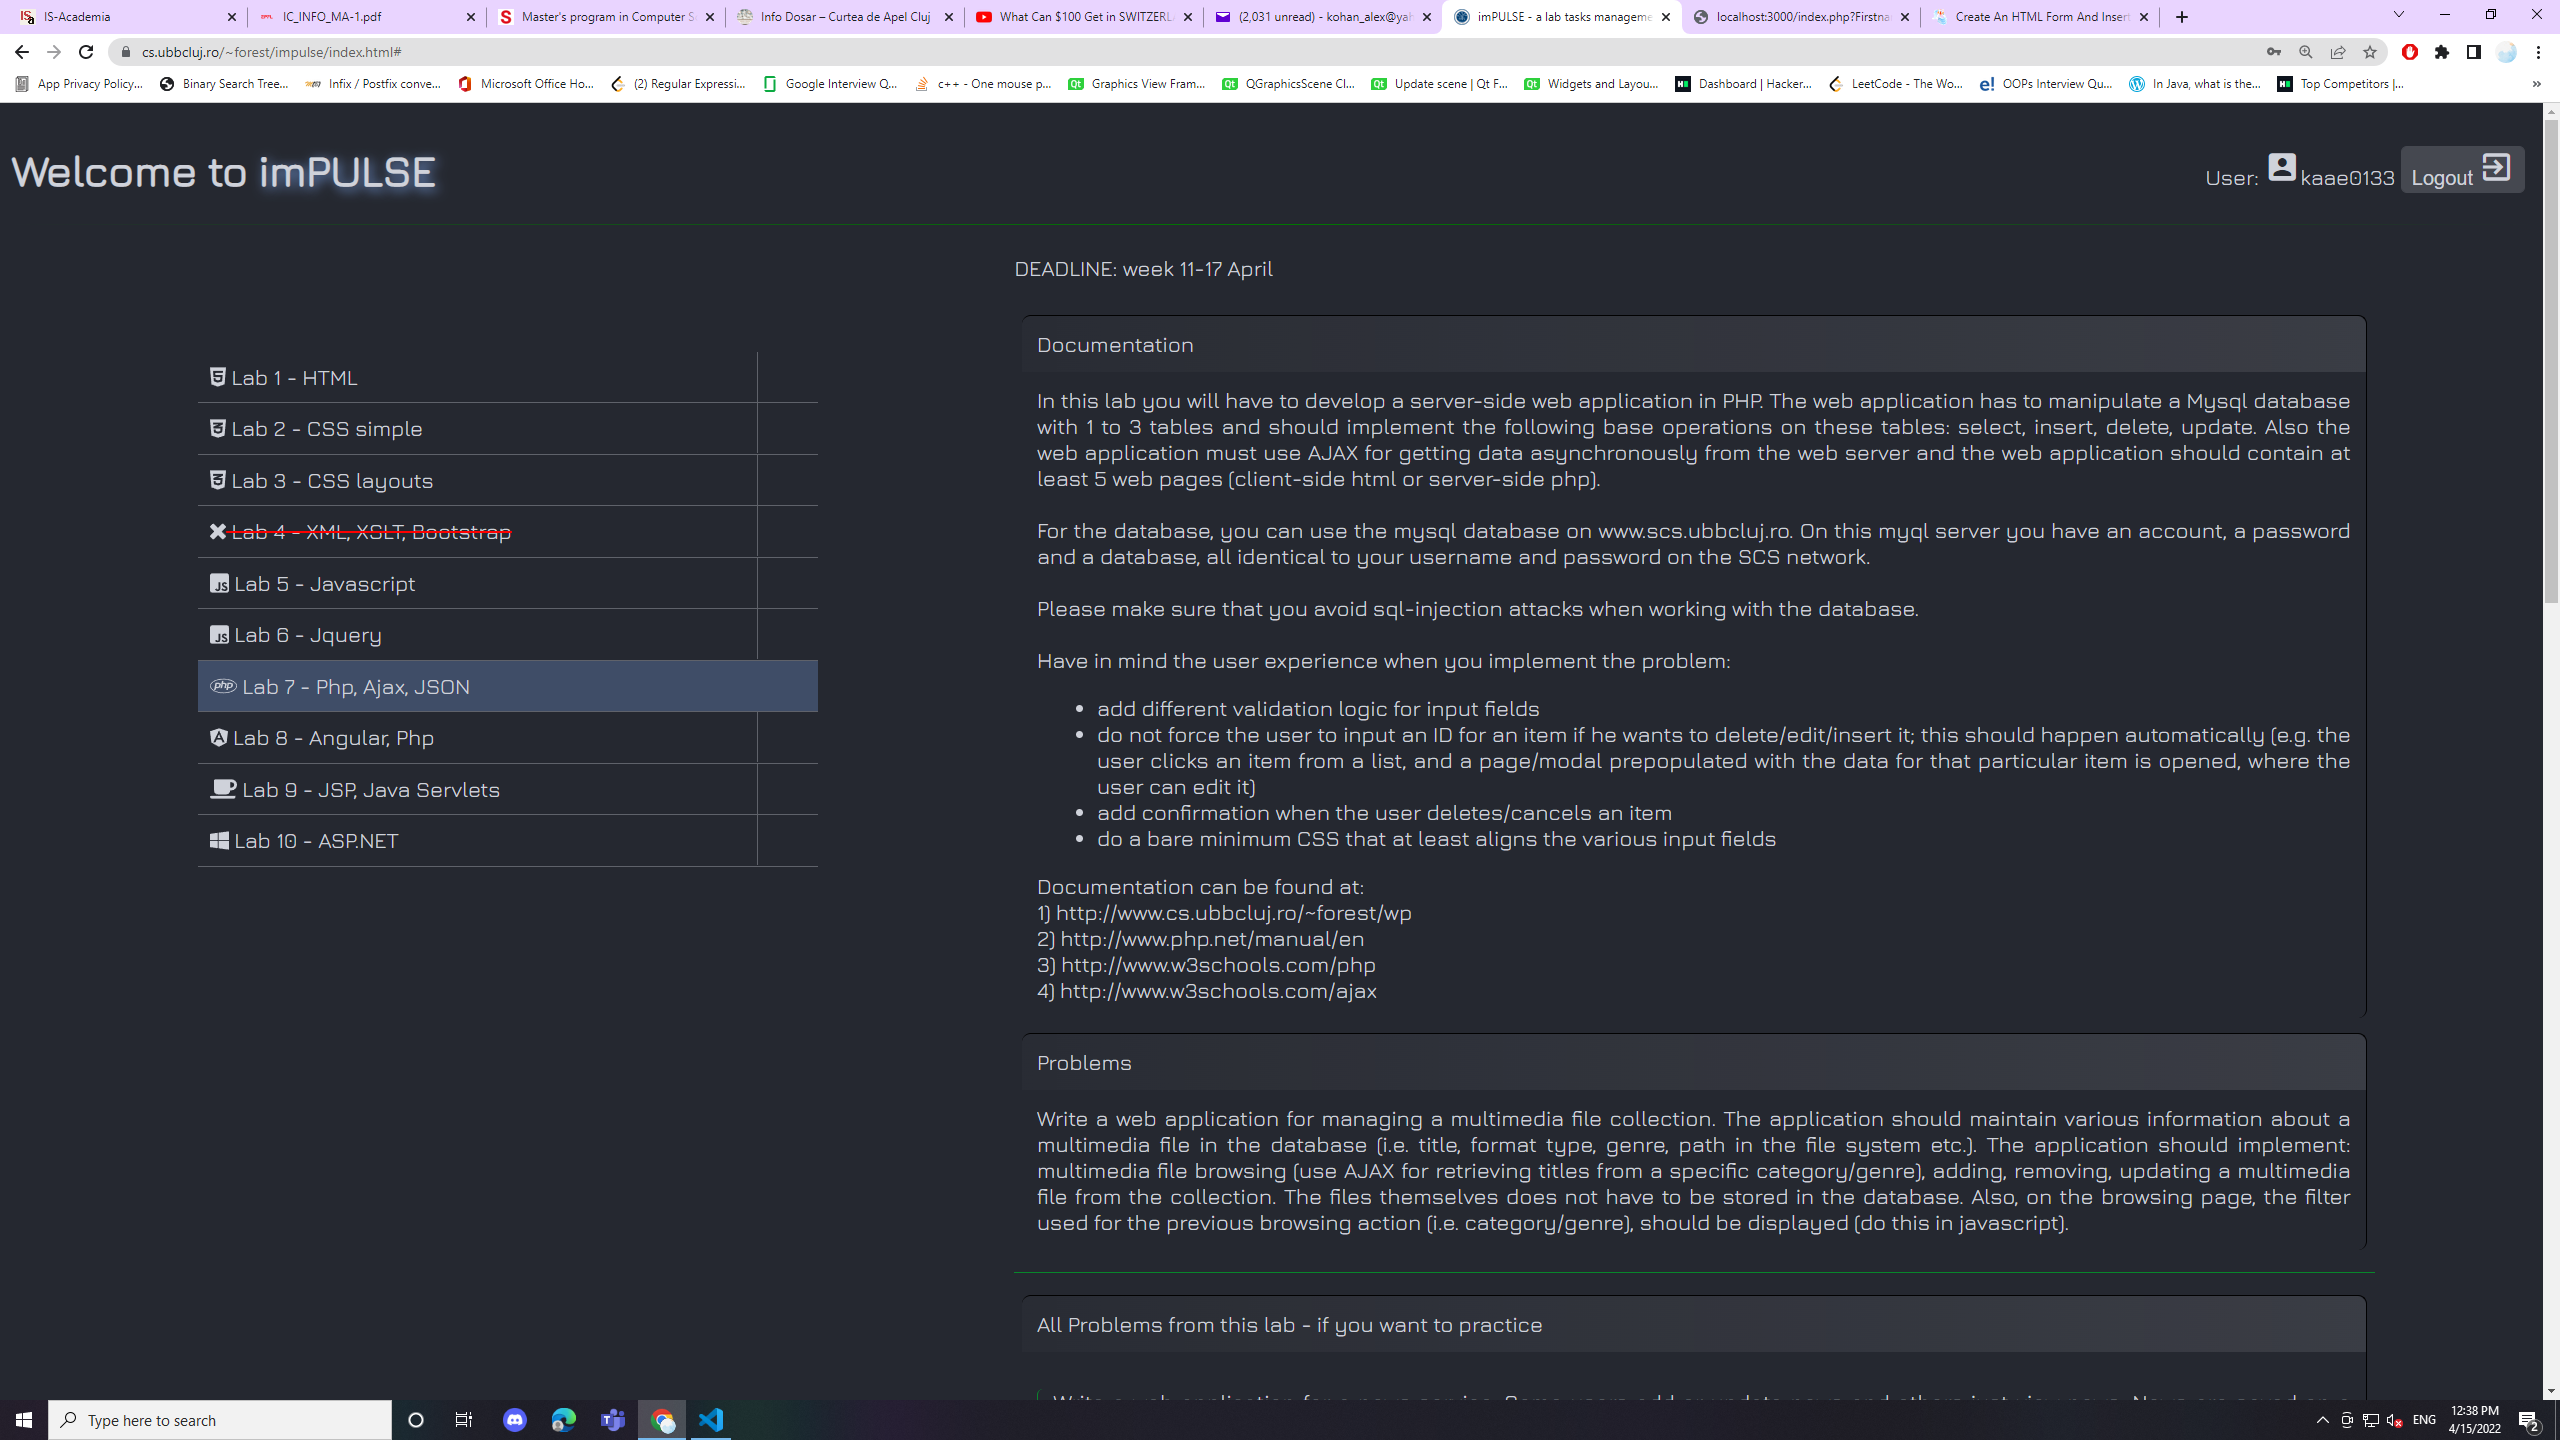 IS-Academia
IC_INFO_MA-1.pdf
Master's program in Computer S
Info Dosar – Curtea de Apel Cluj
What Can $100 Get in SWITZERL
(2,031 unread) - kohan_alex@yah
imPULSE - a lab tasks manageme
localhost:3000/index.php?Firstna
Create An HTML Form And Insert
cs.ubbcluj.ro/~forest/impulse/index.html#
App Privacy Policy...
Binary Search Tree...
Infix / Postfix conve...
Microsoft Office Ho...
(2) Regular Expressi...
Google Interview Q...
c++ - One mouse p...
Graphics View Fram...
QGraphicsScene Cl...
Update scene | Qt F...
Widgets and Layou...
Dashboard | Hacker...
LeetCode - The Wo...
OOPs Interview Qu...
In Java, what is the...
Top Competitors |...
»
Welcome to imPULSE
User: kaae0133 Logout
Lab 1 - HTML
Lab 2 - CSS simple
Lab 3 - CSS layouts
Lab 4 - XML, XSLT, Bootstrap
Lab 5 - Javascript
Lab 6 - Jquery
php Lab 7 - Php, Ajax, JSON
Lab 8 - Angular, Php
Lab 9 - JSP, Java Servlets
Lab 10 - ASP.NET
DEADLINE: week 11-17 April
Documentation
In this lab you will have to develop a server-side web application in PHP. The web application has to manipulate a Mysql database
with 1 to 3 tables and should implement the following base operations on these tables: select, insert, delete, update. Also the
web application must use AJAX for getting data asynchronously from the web server and the web application should contain at
least 5 web pages (client-side html or server-side php).
For the database, you can use the mysql database on www.scs.ubbcluj.ro. On this myql server you have an account, a password
and a database, all identical to your username and password on the SCS network.
Please make sure that you avoid sql-injection attacks when working with the database.
Have in mind the user experience when you implement the problem:
• add different validation logic for input fields
• do not force the user to input an ID for an item if he wants to delete/edit/insert it; this should happen automatically (e.g. the
user clicks an item from a list, and a page/modal prepopulated with the data for that particular item is opened, where the
user can edit it)
• add confirmation when the user deletes/cancels an item
• do a bare minimum CSS that at least aligns the various input fields
Documentation can be found at:
1) http://www.cs.ubbcluj.ro/~forest/wp
2) http://www.php.net/manual/en
3) http://www.w3schools.com/php
4) http://www.w3schools.com/ajax
Problems
Write a web application for managing a multimedia file collection. The application should maintain various information about a
multimedia file in the database (i.e. title, format type, genre, path in the file system etc.). The application should implement:
multimedia file browsing (use AJAX for retrieving titles from a specific category/genre), adding, removing, updating a multimedia
file from the collection. The files themselves does not have to be stored in the database. Also, on the browsing page, the filter
used for the previous browsing action (i.e. category/genre), should be displayed (do this in javascript).
All Problems from this lab - if you want to practice
Write a web application for a news service. Some users add or update news and others just view news. News are saved on a
Type here to search
ENG
12:38 PM
4/15/2022
2